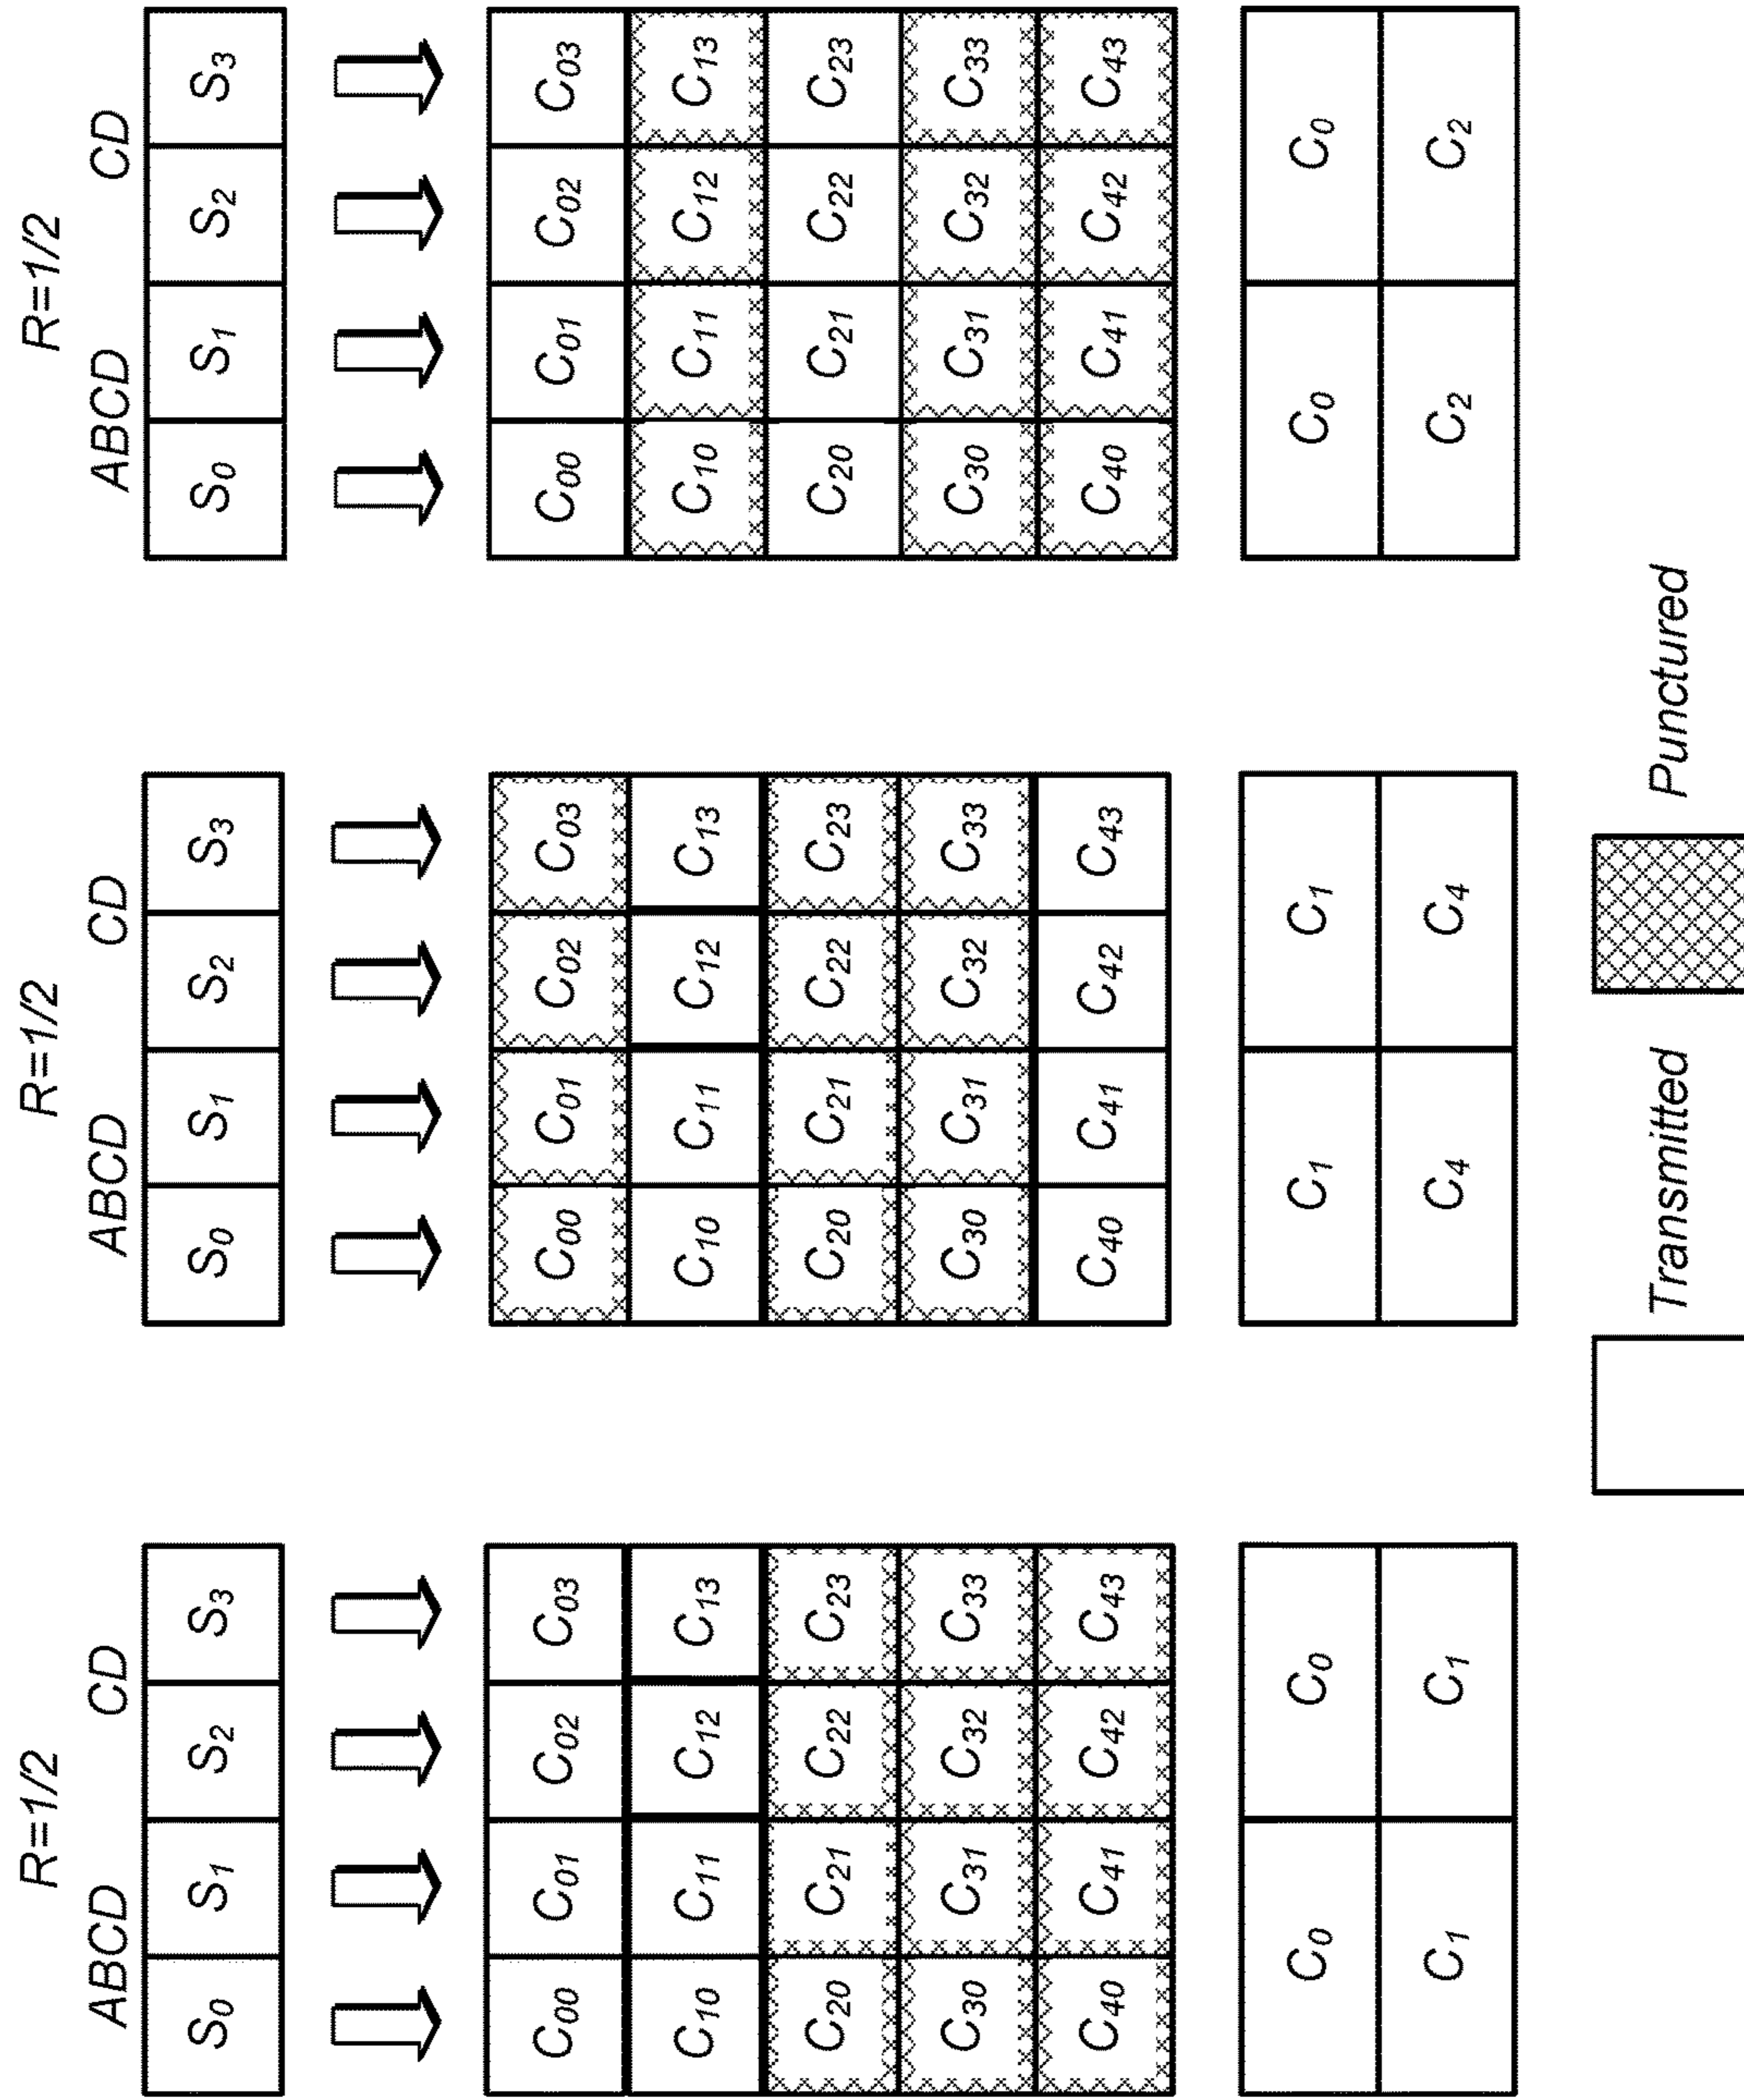 R=1/2
ABCD CD
S0 S1 S2 S3
C00 C01 C02 C03
C10 C11 C12 C13
C20 C21 C22 C23
C30 C31 C32 C33
C40 C41 C42 C43
C0 C0
C1 C1
R=1/2
ABCD CD
S0 S1 S2 S3
C00 C01 C02 C03
C10 C11 C12 C13
C20 C21 C22 C23
C30 C31 C32 C33
C40 C41 C42 C43
C1 C1
C4 C4
R=1/2
ABCD CD
S0 S1 S2 S3
C00 C01 C02 C03
C10 C11 C12 C13
C20 C21 C22 C23
C30 C31 C32 C33
C40 C41 C42 C43
C0 C0
C2 C2
Transmitted
Punctured